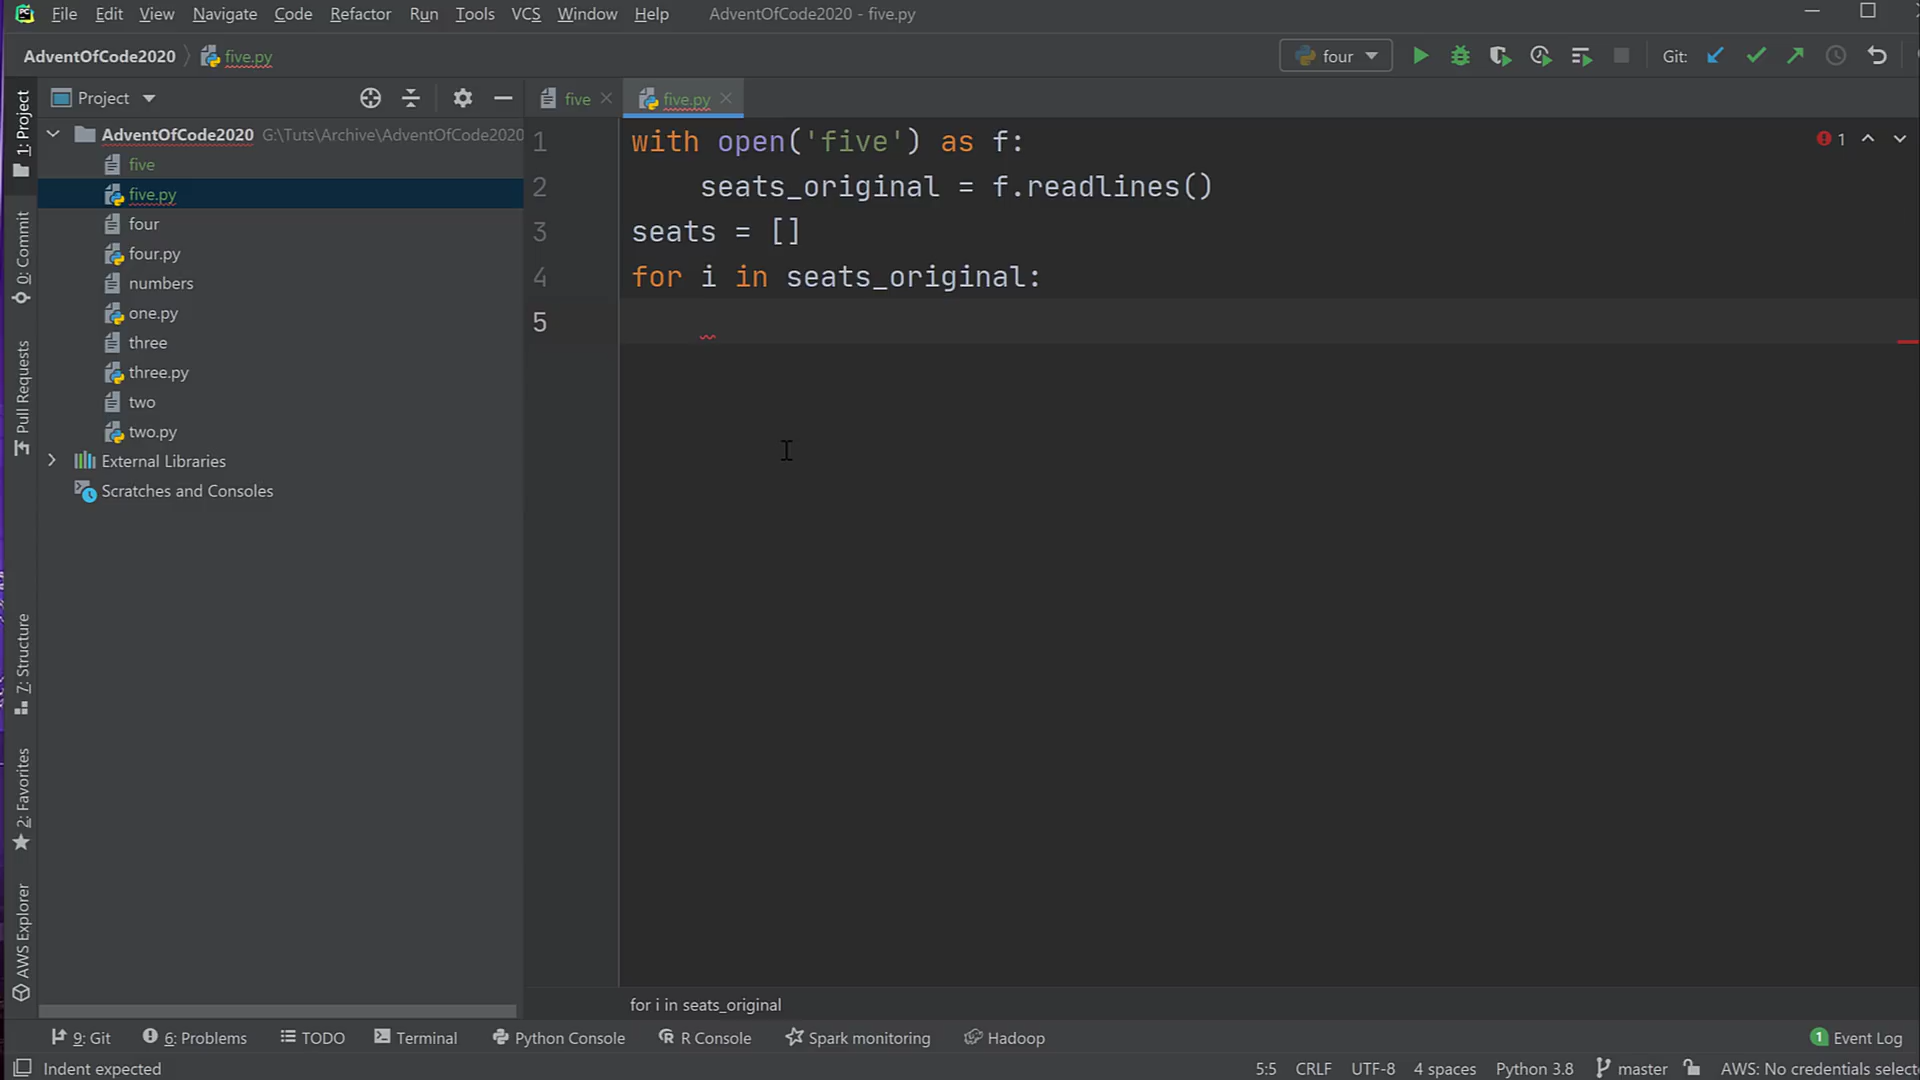 File Edit View Navigate Code Refactor Run Tools VCS Window Help AdventOfCode2020 - five.py
AdventOfCode2020 five.py four Git:
1: Project
0: Commit
Pull Requests
7: Structure
2: Favorites
AWS Explorer
Project
AdventOfCode2020 G:\Tuts\Archive\AdventOfCode2020
five
five.py
four
four.py
numbers
one.py
three
three.py
two
two.py
External Libraries
Scratches and Consoles
five five.py
1 with open('five') as f:
2 seats_original = f.readlines()
3 seats = []
4 for i in seats_original:
5
1
for i in seats_original
9: Git 6: Problems TODO Terminal Python Console R Console Spark monitoring Hadoop 1 Event Log
Indent expected 5:5 CRLF UTF-8 4 spaces Python 3.8 master AWS: No credentials select